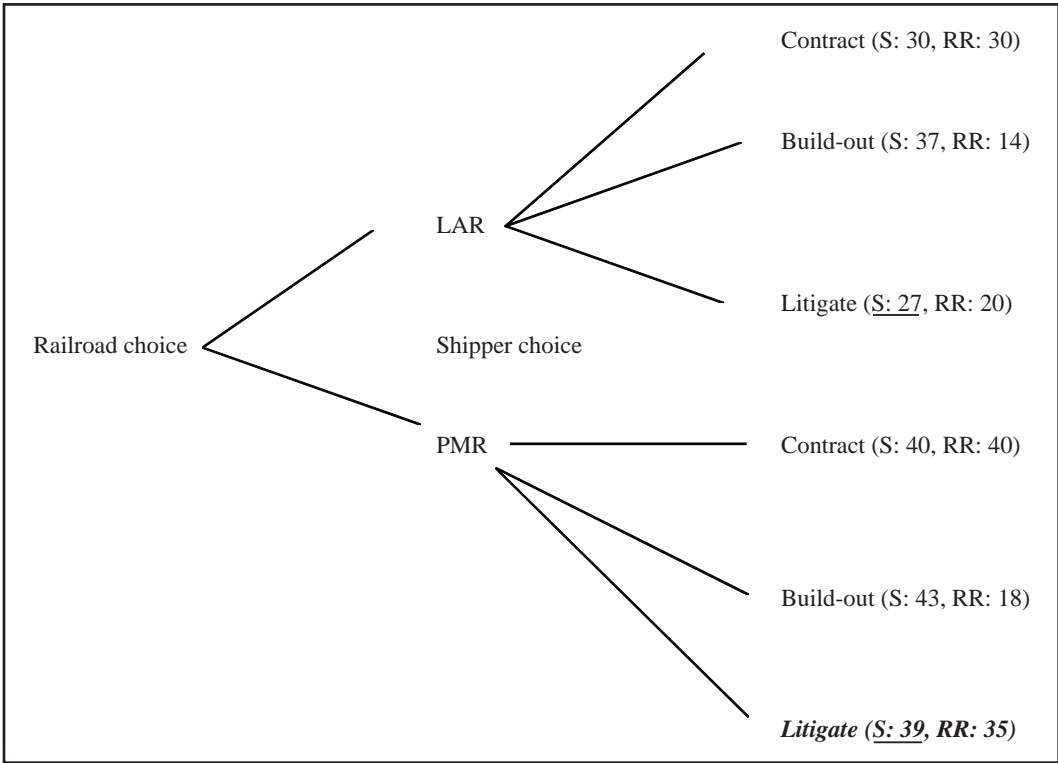 Contract (S: 30, RR: 30)
Build-out (S: 37, RR: 14)
LAR
Litigate (S: 27, RR: 20)
Railroad choice
Shipper choice
PMR
Contract (S: 40, RR: 40)
Build-out (S: 43, RR: 18)
Litigate (S: 39, RR: 35)